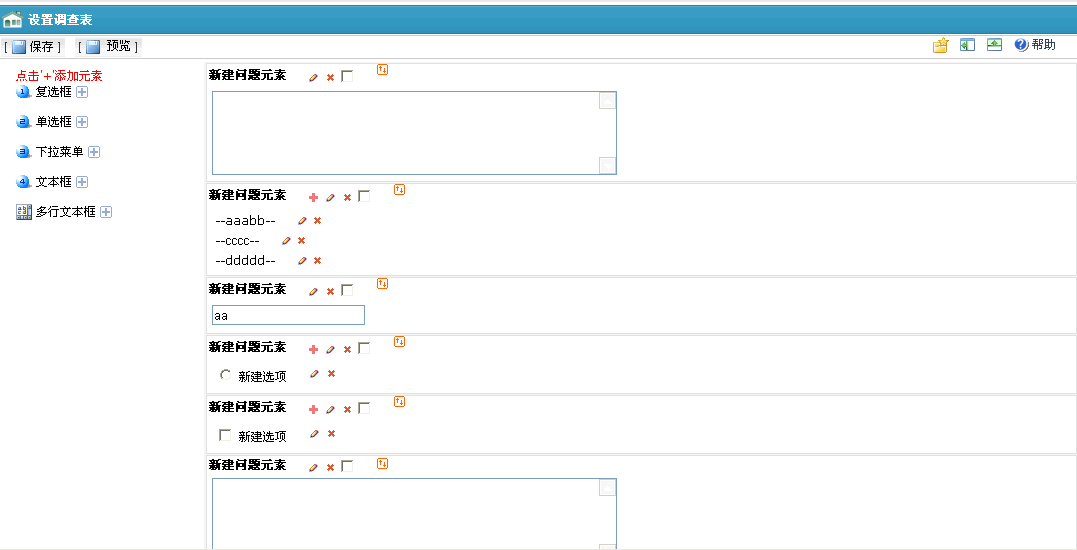 设置调查表
[ 保存 ] [ 预览 ] 帮助
点击'+'添加元素
1 复选框
2 单选框
3 下拉菜单
4 文本框
多行文本框
新建问题元素
新建问题元素
--aaabb--
--cccc--
--ddddd--
新建问题元素
aa
新建问题元素
新建选项
新建问题元素
新建选项
新建问题元素